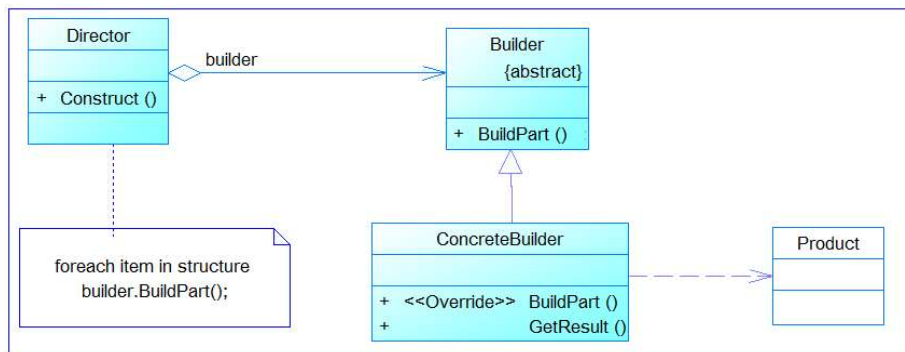 Director
+ Construct ()
builder
Builder
{abstract}
+ BuildPart ()
foreach item in structure
builder.BuildPart();
ConcreteBuilder
+ <<Override>> BuildPart ()
+ GetResult ()
Product